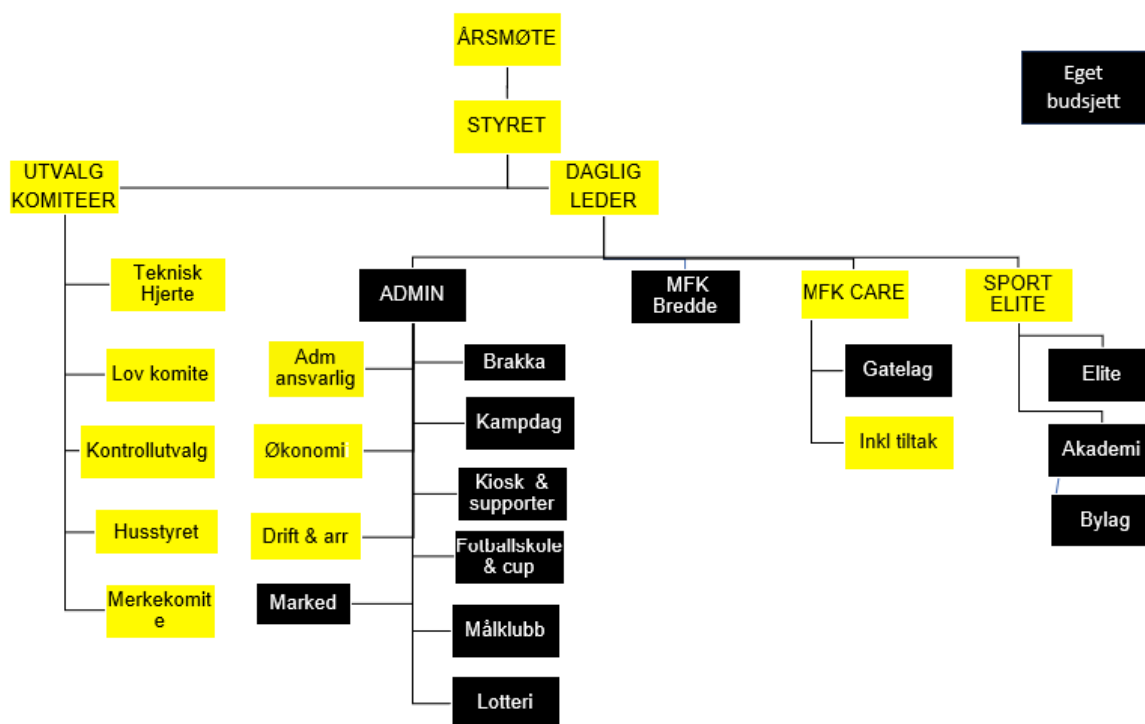 ÅRSMØTE
Eget
budsjett
STYRET
UTVALG
KOMITEER
DAGLIG
LEDER
Teknisk
Hjerte
Lov komite
Kontrollutvalg
Husstyret
Merkekomit
e
ADMIN
Adm
ansvarlig
Økonomi
Drift & arr
Marked
Brakka
Kampdag
Kiosk & 
supporter
Fotballskole
& cup
Målklubb
Lotteri
MFK
Bredde
MFK CARE
Gatelag
Inkl tiltak
SPORT
ELITE
Elite
Akademi
Bylag